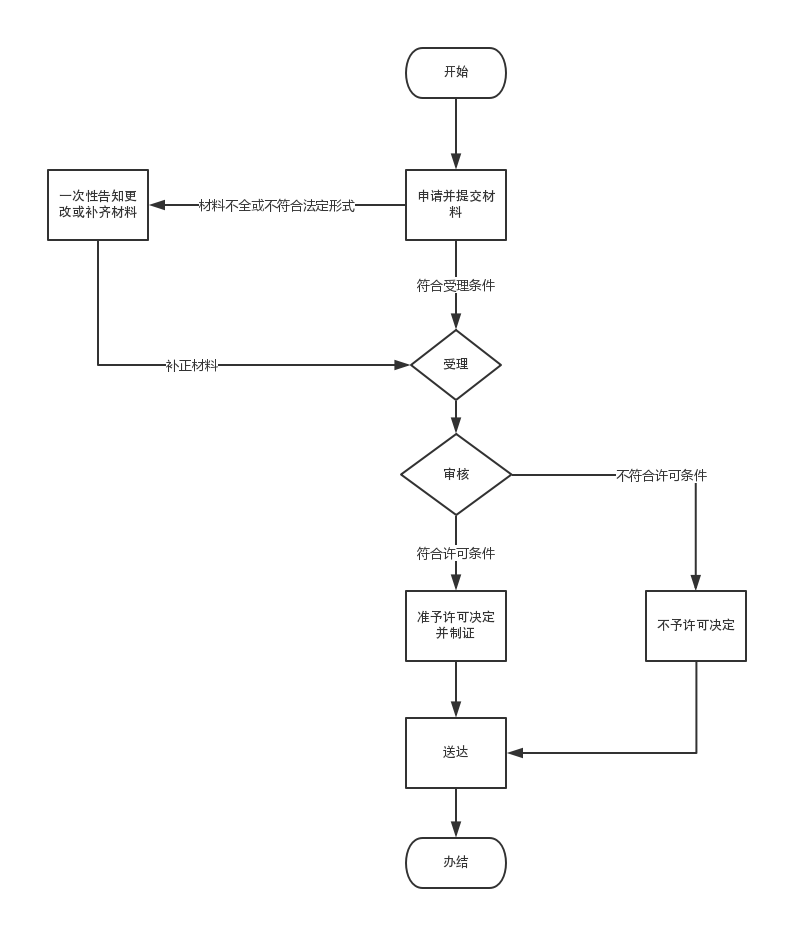 开始
一次性告知更
改或补齐材料
材料不全或不符合法定形式
申请并提交材
料
符合受理条件
补正材料
受理
审核
不符合许可条件
符合许可条件
准予许可决定
并制证
不予许可决定
送达
办结